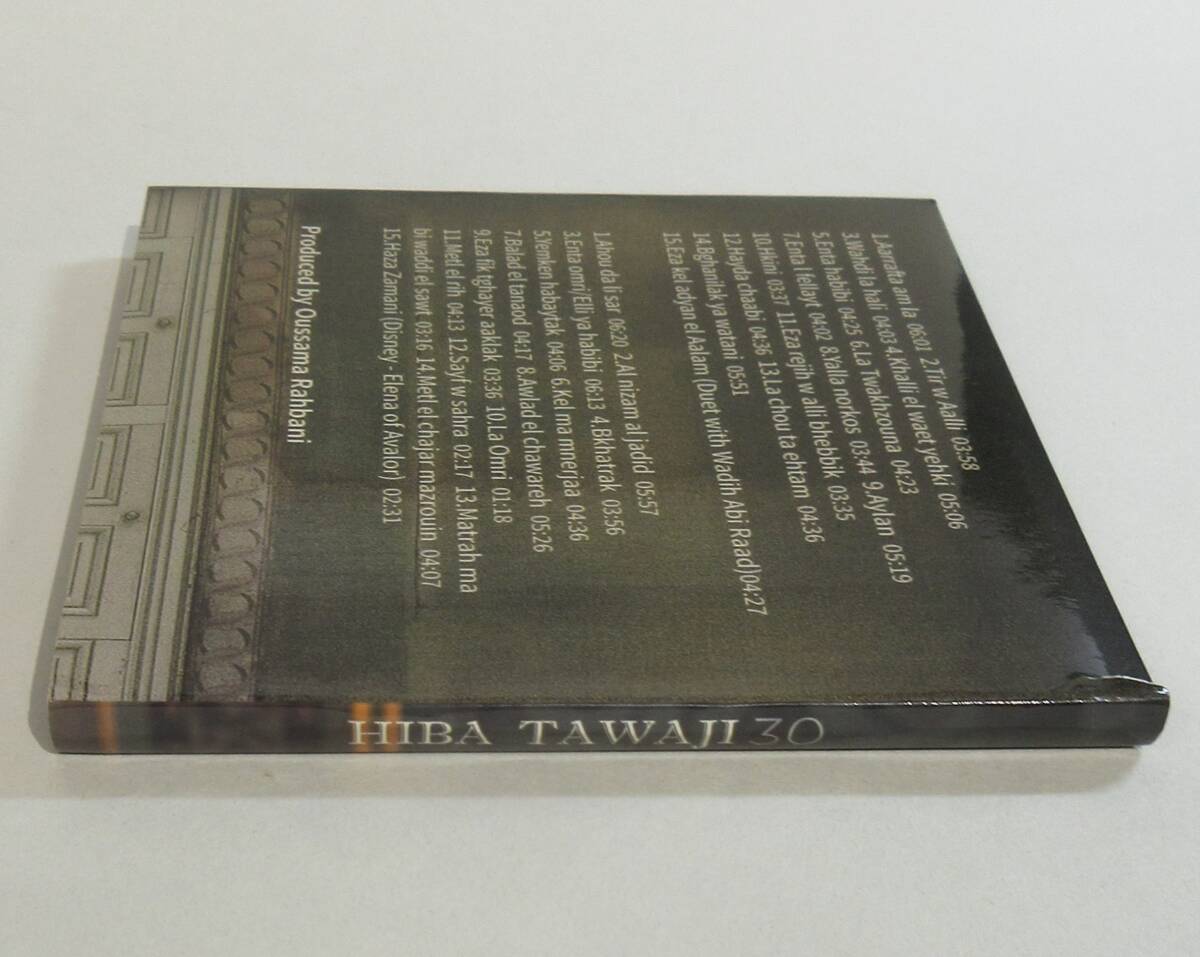 1.Aarrafta amla 06:01 2.Tir w aalli 03:58
3.Wahdi a hali 04:03 4.Khalli el waet yehki 05:06
5.Enta habibi 04:25 6.La Twakhzouna 04:23
7.Enta l fellayt 04:02 8.Yalla norkos 03:44 9.Aylan 05:19
10.Hkini 03:37 11.Eza rejih w alli bhebbik 03:35
12.Hayda chaabi 04:36 13.La chou ta ehlam 04:36
14.Bghanilak ya watani 05:51
15.Eza kel adyan el Aalam (Duet with Wadih Abi Raad)04:27
1.Ahou da li sar 06:20 2.Al nizam al jadid 05:57
3.Enta omri/Elli ya habibi 06:13 4.Bkhatrak 03:56
5.Yemken habaytak 04:06 6.Kel ma mnerjaa 04:36
7.Balad el tanaod 04:17 8.Awlad el chawareh 05:26
9.Eza fik tghayer aaklak 03:36 10.La Omri 01:18
11.Metl el rih 04:13 12.Sayf w sahra 02:17 13.Matrah ma
bi waddi el sawt 03:16 14.Metl el chajar mazrouin 04:07
15.Haza Zamani (Disney - Elena of Avalor) 02:31
Produced by Oussama Rahbani
HIBA TAWAJI 30